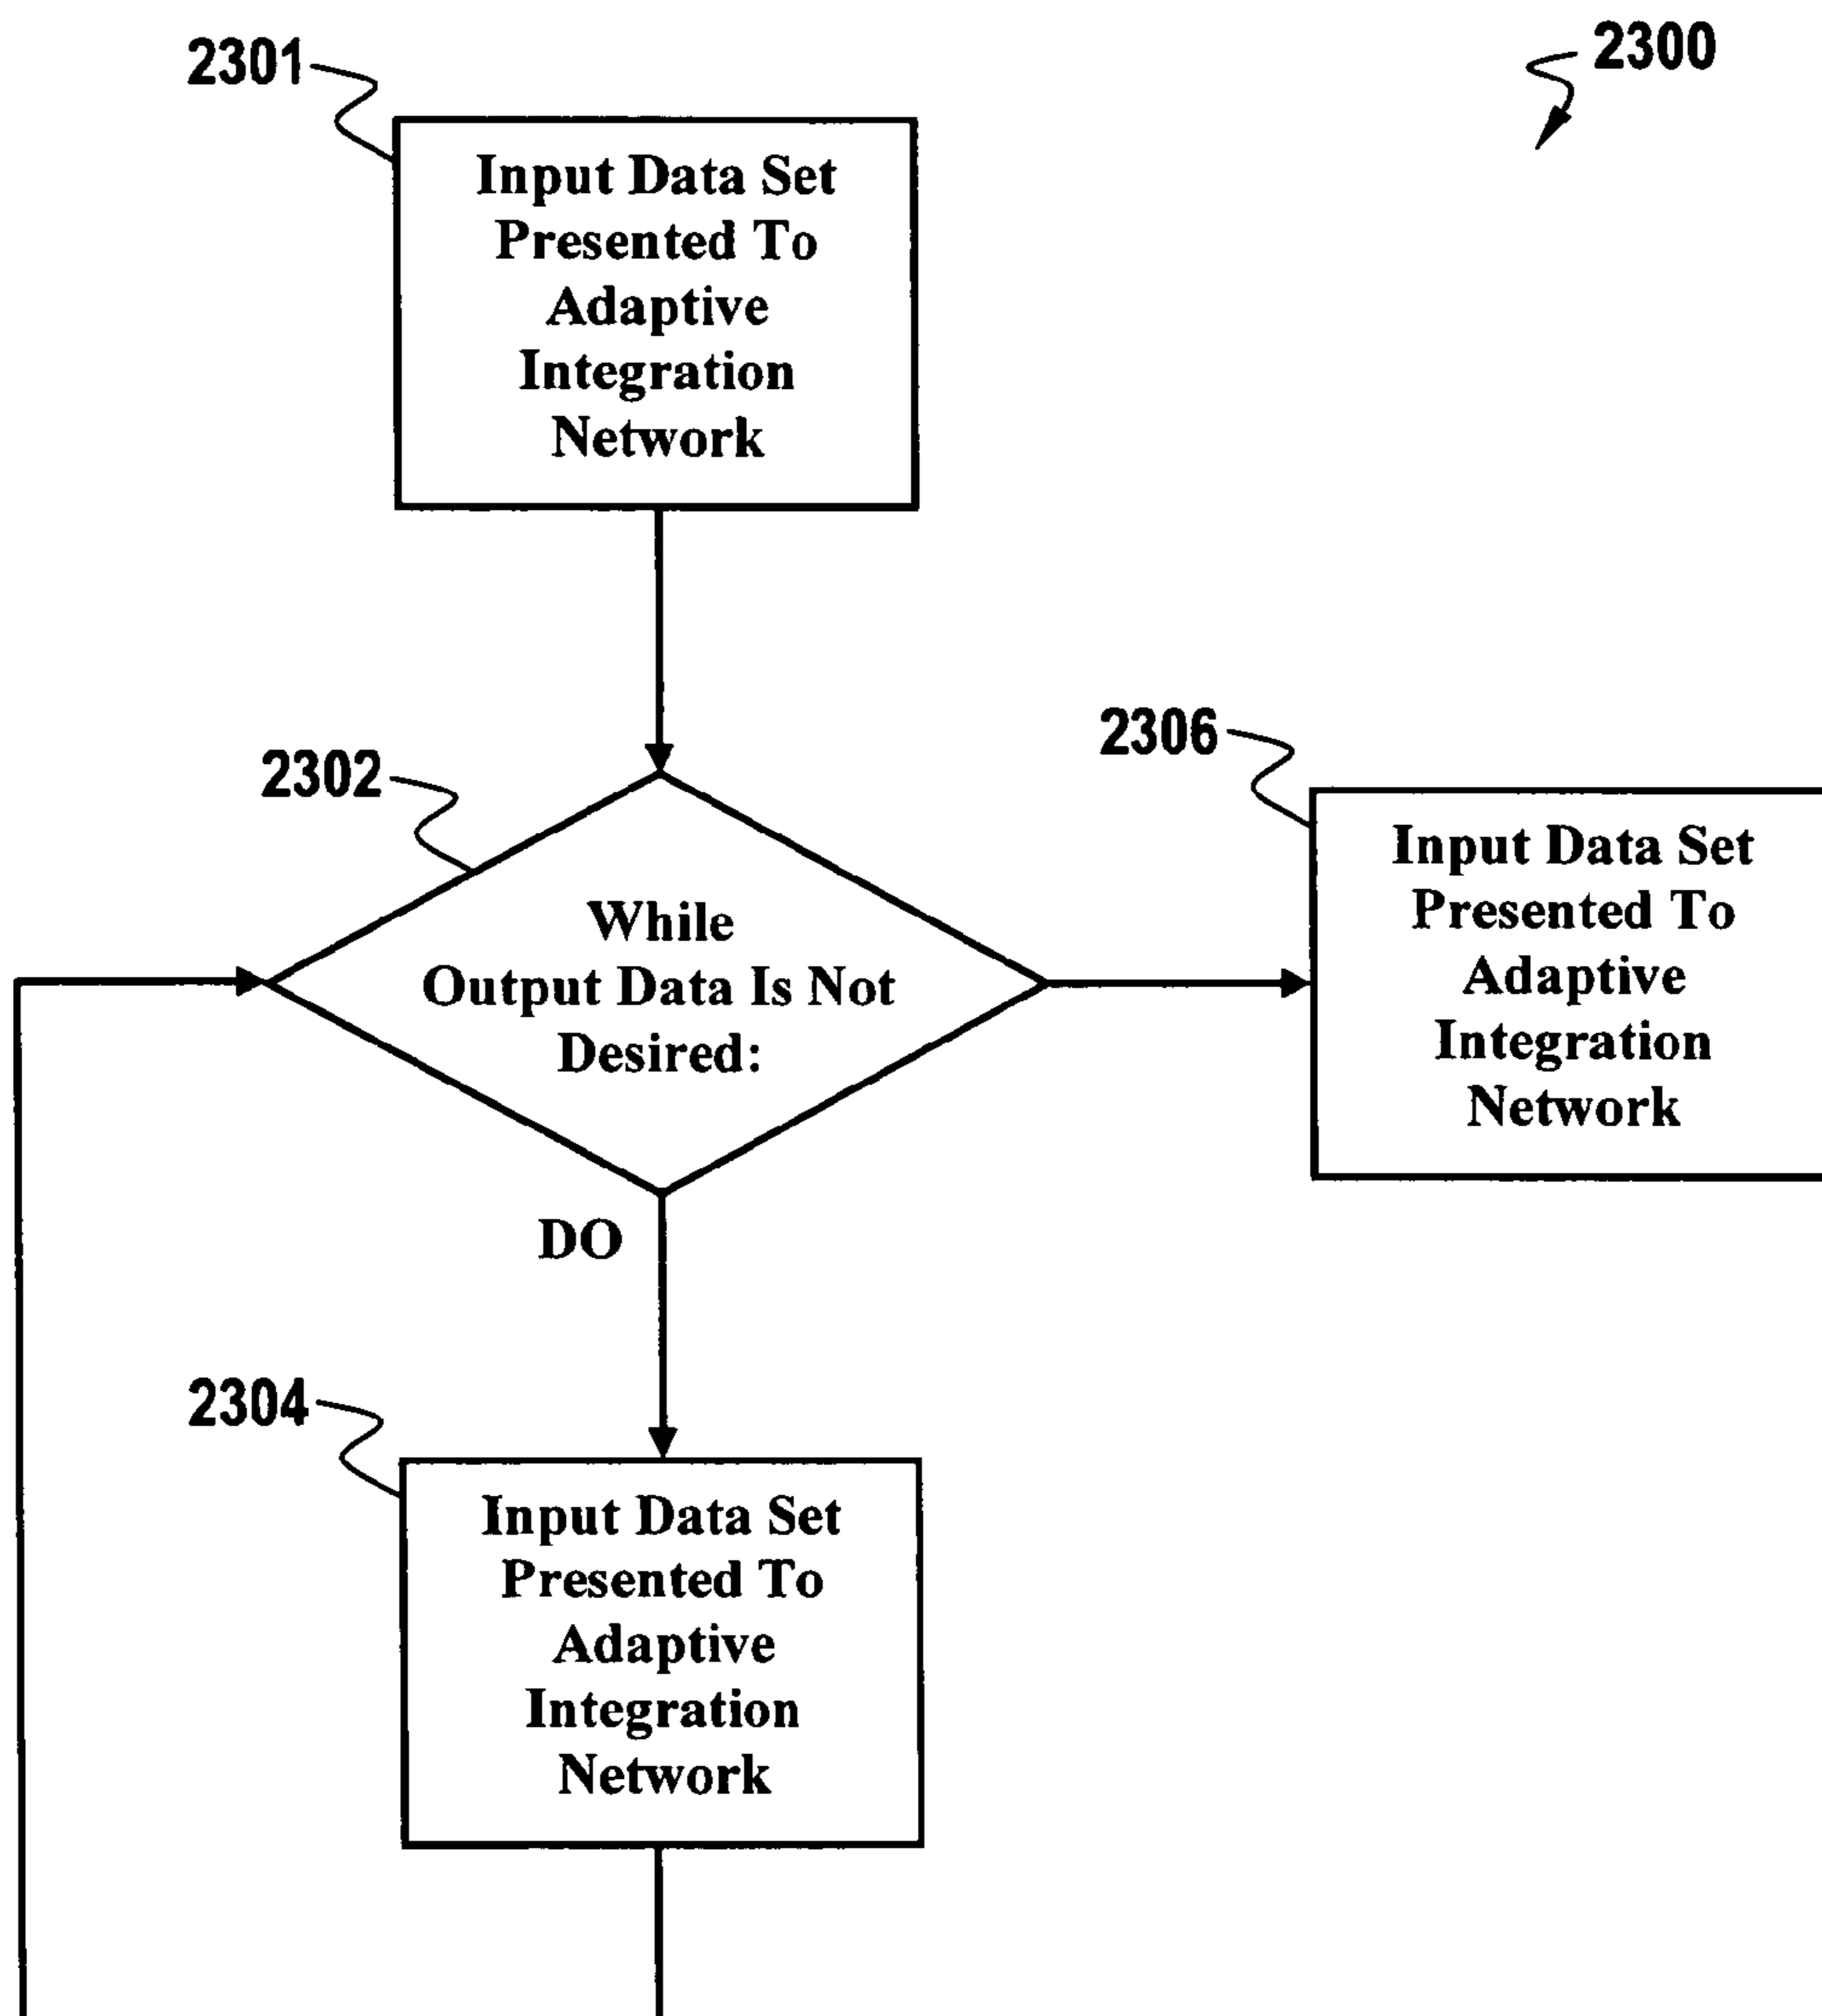 2301
2300
Input Data Set
Presented To
Adaptive
Integration
Network
2302
While
Output Data Is Not
Desired:
2306
Input Data Set
Presented To
Adaptive
Integration
Network
DO
2304
Input Data Set
Presented To
Adaptive
Integration
Network